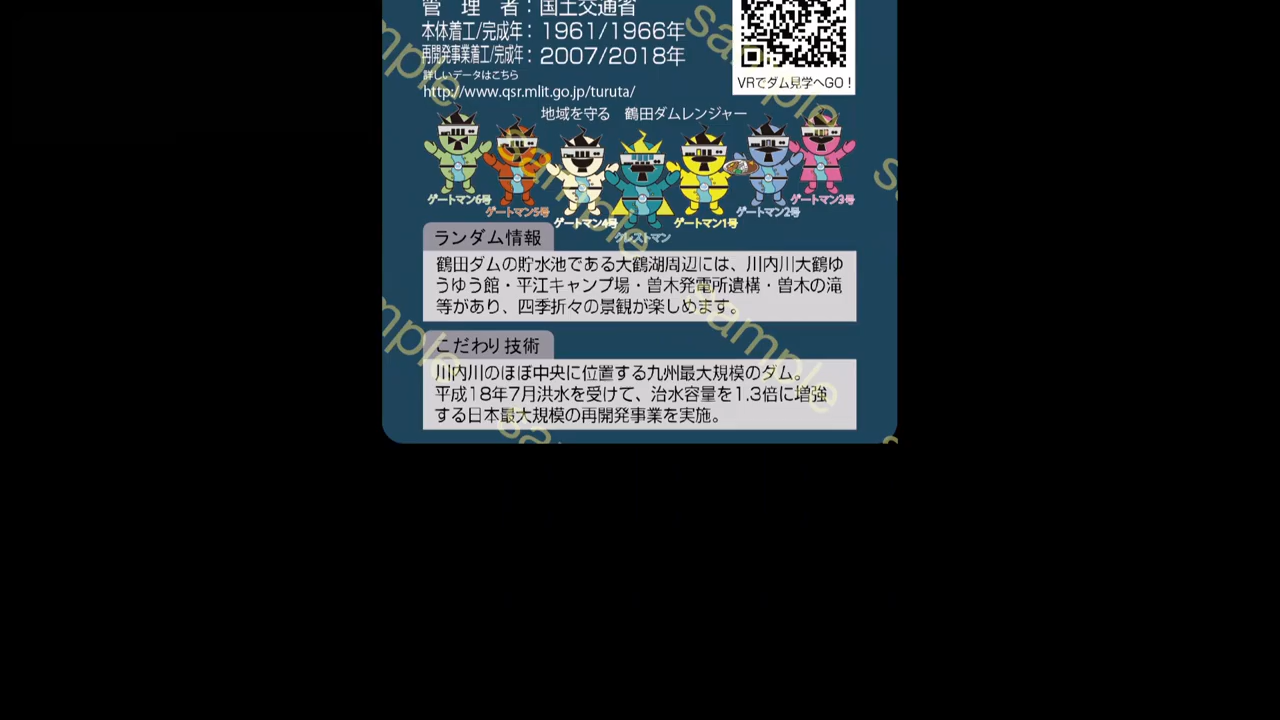 管理者：国土交通省
本体着工/完成年：1961/1966年
再開発事業着工/完成年：2007/2018年
詳しいデータはこちら
http://www.qsr.mlit.go.jp/turuta/
VRでダム見学へGO！
地域を守る　鶴田ダムレンジャー
ゲートマン6号
ゲートマン5号
ゲートマン4号
クレストマン
ゲートマン1号
ゲートマン2号
ゲートマン3号
ランダム情報
鶴田ダムの貯水池である大鶴湖周辺には、川内川大鶴ゆ
うゆう館・平江キャンプ場・曽木発電所遺構・曽木の滝
等があり、四季折々の景観が楽しめます。
こだわり技術
川内川のほぼ中央に位置する九州最大規模のダム。
平成18年7月洪水を受けて、治水容量を1.3倍に増強
する日本最大規模の再開発事業を実施。
sample
sample
sample
sample
sample
sa
sa